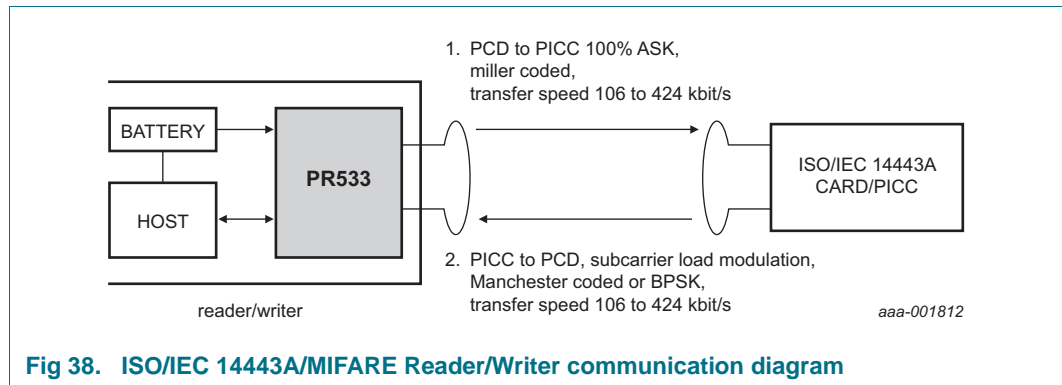 1. PCD to PICC 100% ASK,
miller coded,
transfer speed 106 to 424 kbit/s
BATTERY
PR533
HOST
ISO/IEC 14443A
CARD/PICC
2. PICC to PCD, subcarrier load modulation,
Manchester coded or BPSK,
transfer speed 106 to 424 kbit/s
reader/writer
aaa-001812
Fig 38. ISO/IEC 14443A/MIFARE Reader/Writer communication diagram